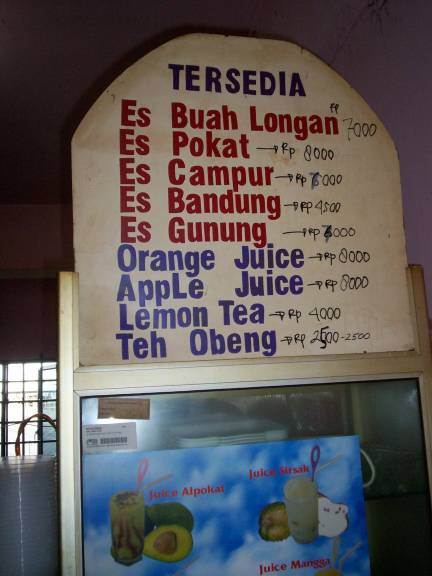 TERSEDIA
Es Buah Longan Rp 7000
Es Pokat → Rp 8000
Es Campur → Rp 6000
Es Bandung → Rp 4500
Es Gunung → Rp 6000
Orange Juice → Rp 8000
AppLe Juice → Rp 8000
Lemon Tea → Rp 4000
Teh Obeng → Rp 2500-2500
Juice Alpokat
Juice Sirsak
Juice Mangga